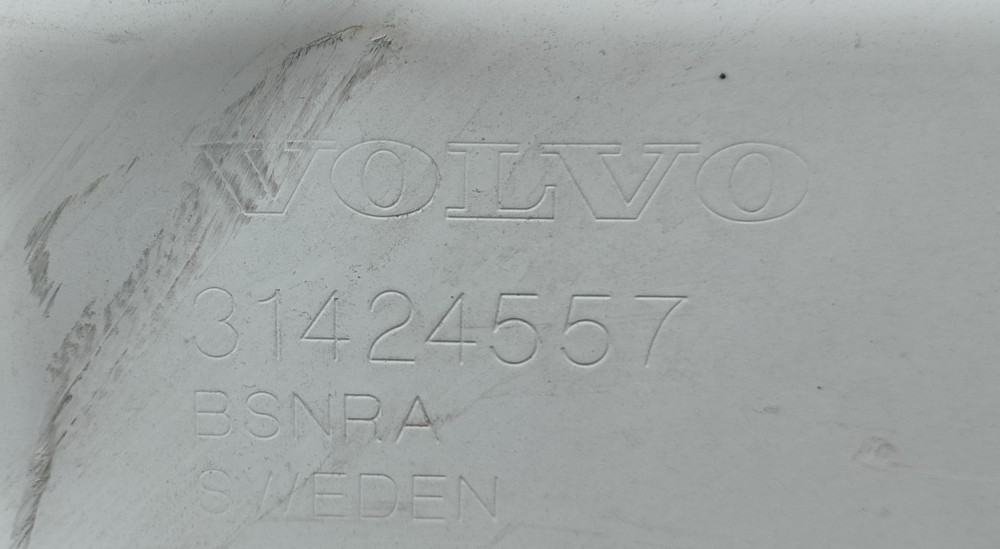 VOLVO
31424557
BSNRA
SWEDEN